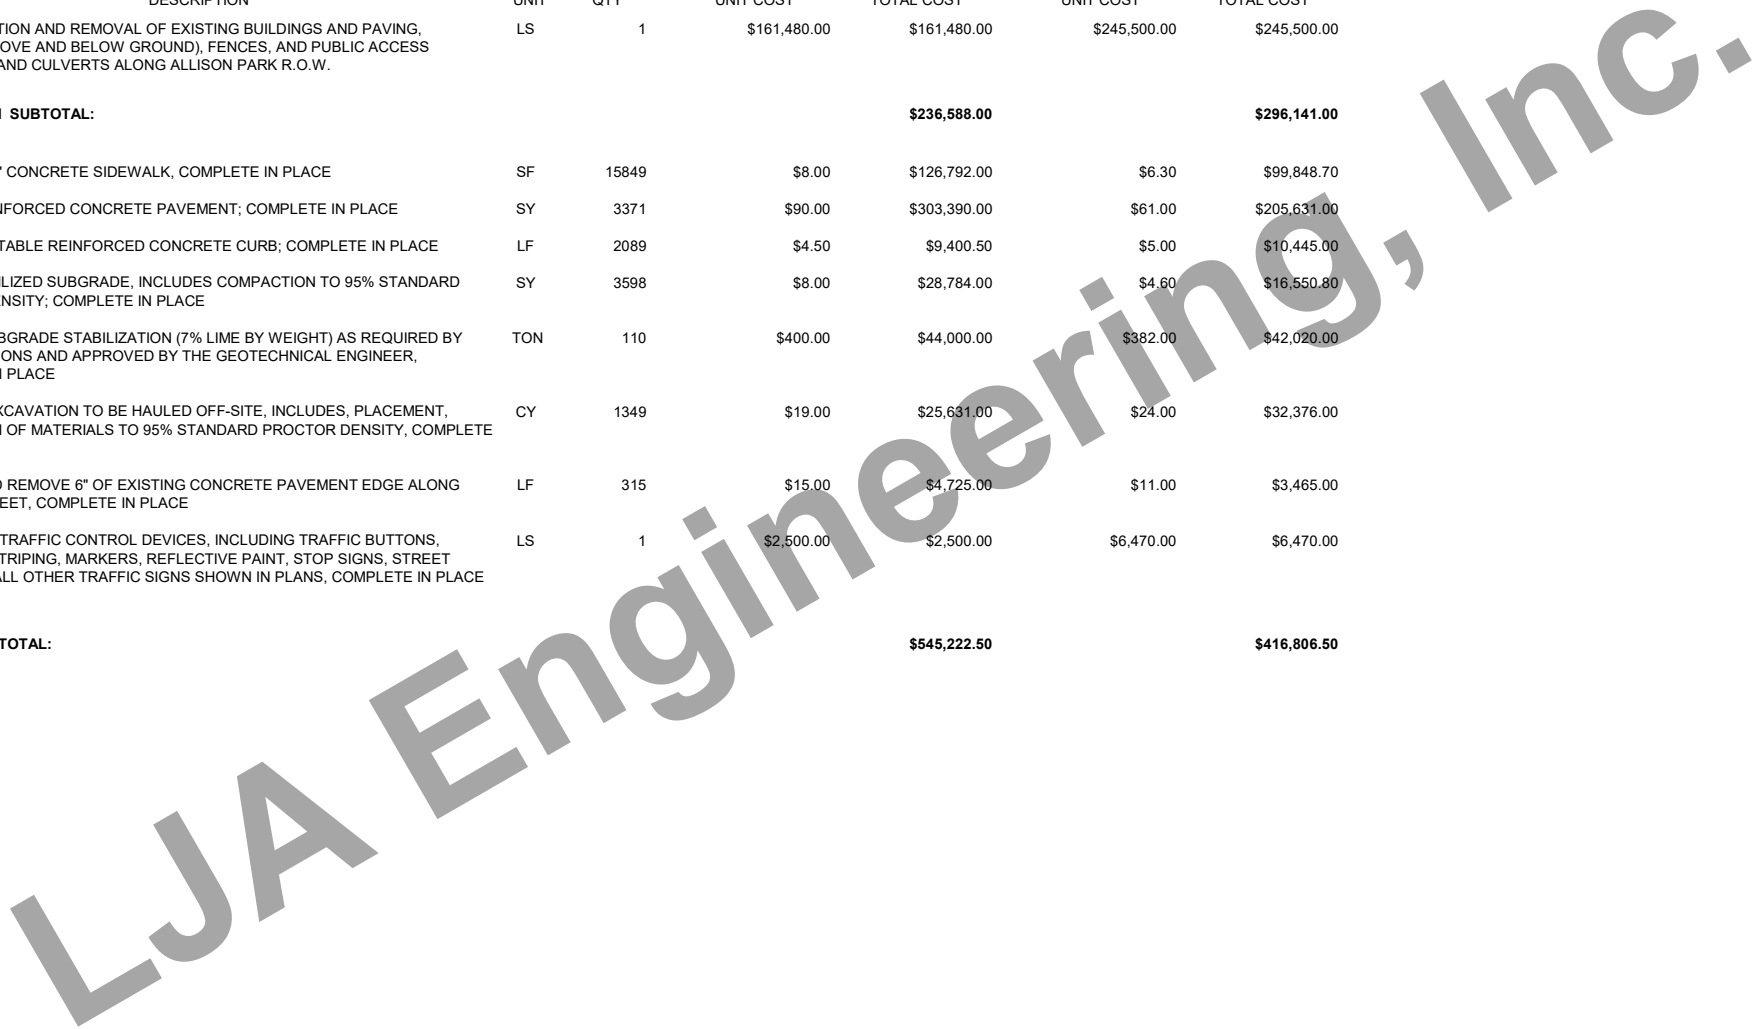 DESCRIPTION UNIT QTY UNIT COST TOTAL COST UNIT COST TOTAL COST
TION AND REMOVAL OF EXISTING BUILDINGS AND PAVING, LS 1 $161,480.00 $161,480.00 $245,500.00 $245,500.00
OVE AND BELOW GROUND), FENCES, AND PUBLIC ACCESS
AND CULVERTS ALONG ALLISON PARK R.O.W.
SUBTOTAL: $236,588.00 $296,141.00
" CONCRETE SIDEWALK, COMPLETE IN PLACE SF 15849 $8.00 $126,792.00 $6.30 $99,848.70
NFORCED CONCRETE PAVEMENT; COMPLETE IN PLACE SY 3371 $90.00 $303,390.00 $61.00 $205,631.00
TABLE REINFORCED CONCRETE CURB; COMPLETE IN PLACE LF 2089 $4.50 $9,400.50 $5.00 $10,445.00
ILIZED SUBGRADE, INCLUDES COMPACTION TO 95% STANDARD SY 3598 $8.00 $28,784.00 $4.60 $16,550.80
ENSITY; COMPLETE IN PLACE
BGRADE STABILIZATION (7% LIME BY WEIGHT) AS REQUIRED BY TON 110 $400.00 $44,000.00 $382.00 $42,020.00
IONS AND APPROVED BY THE GEOTECHNICAL ENGINEER,
PLACE
XCAVATION TO BE HAULED OFF-SITE, INCLUDES, PLACEMENT, CY 1349 $19.00 $25,631.00 $24.00 $32,376.00
OF MATERIALS TO 95% STANDARD PROCTOR DENSITY, COMPLETE
REMOVE 6" OF EXISTING CONCRETE PAVEMENT EDGE ALONG LF 315 $15.00 $4,725.00 $11.00 $3,465.00
EET, COMPLETE IN PLACE
TRAFFIC CONTROL DEVICES, INCLUDING TRAFFIC BUTTONS, LS 1 $2,500.00 $2,500.00 $6,470.00 $6,470.00
TRIPING, MARKERS, REFLECTIVE PAINT, STOP SIGNS, STREET
ALL OTHER TRAFFIC SIGNS SHOWN IN PLANS, COMPLETE IN PLACE
TOTAL: $545,222.50 $416,806.50
LJA Engineering, Inc.